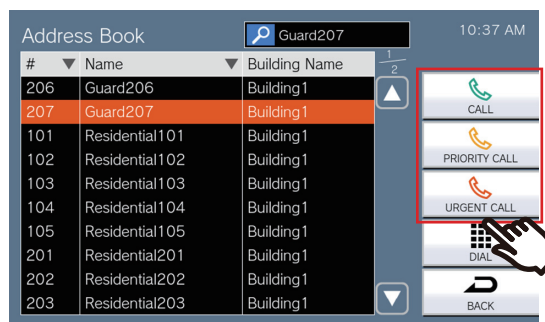 Address Book Guard207 10:37 AM
# Name Building Name 1/2
206 Guard206 Building1
207 Guard207 Building1
101 Residential101 Building1
102 Residential102 Building1
103 Residential103 Building1
104 Residential104 Building1
105 Residential105 Building1
201 Residential201 Building1
202 Residential202 Building1
203 Residential203 Building1
CALL
PRIORITY CALL
URGENT CALL
DIAL
BACK